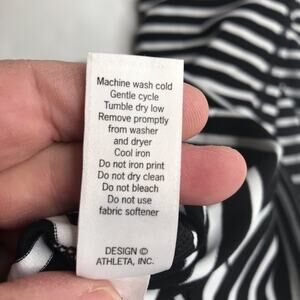 Machine wash cold
Gentle cycle
Tumble dry low
Remove promptly
from washer
and dryer
Cool iron
Do not iron print
Do not dry clean
Do not bleach
Do not use
fabric softener
DESIGN ©
ATHLETA, INC.